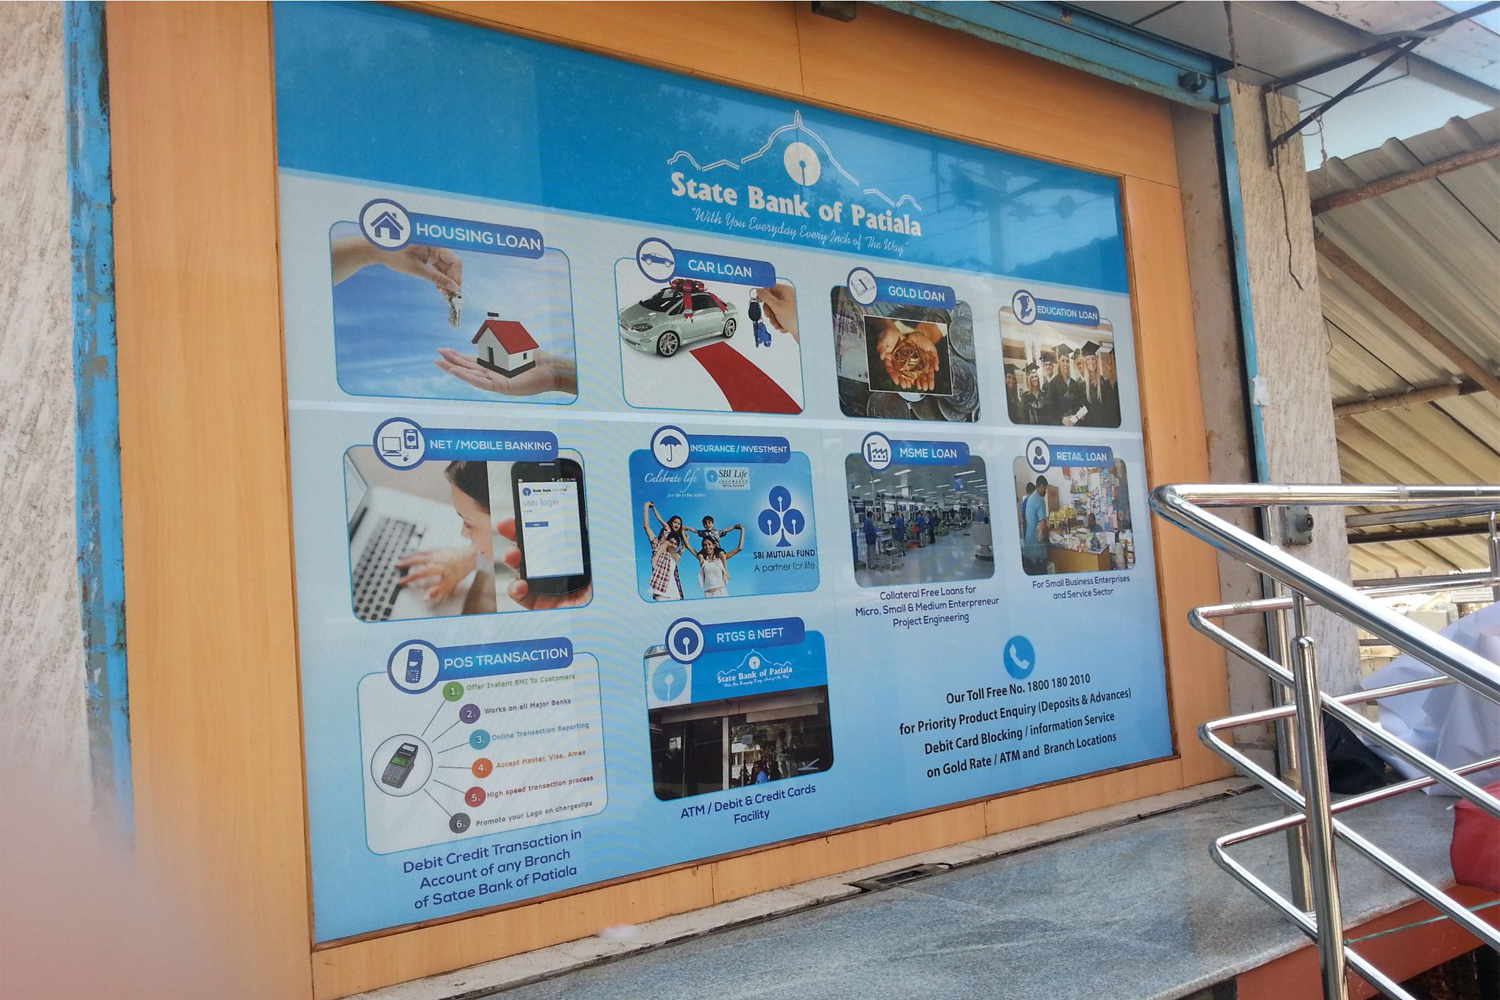 State Bank of Patiala
"With You Everyday Every Inch of The Way"
HOUSING LOAN
CAR LOAN
GOLD LOAN
EDUCATION LOAN
NET / MOBILE BANKING
user login
INSURANCE / INVESTMENT
Celebrate life
SBI Life
INSURANCE
SBI MUTUAL FUND
A partner for life.
MSME LOAN
Collateral Free Loans for
Micro, Small & Medium Enterpreneur
Project Engineering
RETAIL LOAN
For Small Business Enterprises
and Service Sector
POS TRANSACTION
1. Offer Instant EMI To Customers
2. Works on all Major Banks
3. Online Transaction Reporting
4. Accept Master, Visa, Amex
5. High speed transaction process
6. Promote your Logo on chargeslips
Debit Credit Transaction in
Account of any Branch
of Satae Bank of Patiala
RTGS & NEFT
State Bank of Patiala
ATM / Debit & Credit Cards
Facility
Our Toll Free No. 1800 180 2010
for Priority Product Enquiry (Deposits & Advances)
Debit Card Blocking / information Service
on Gold Rate / ATM and Branch Locations